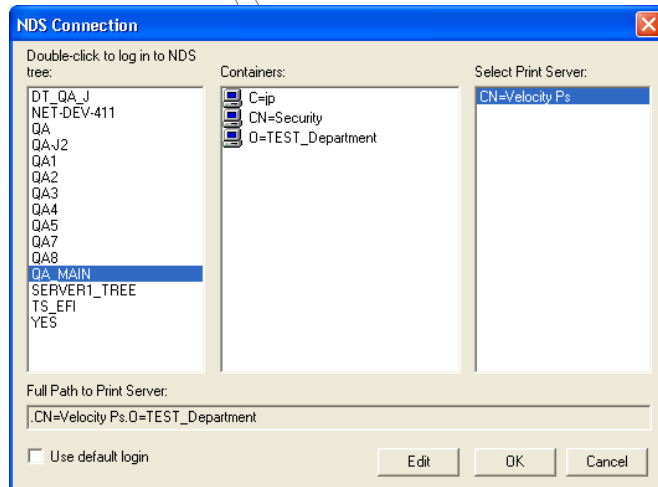 NDS Connection
Double-click to log in to NDS
tree:
Containers:
Select Print Server:
DT_QA_J
NET-DEV-411
QA
QA-J2
QA1
QA2
QA3
QA4
QA5
QA7
QA8
QA_MAIN
SERVER1_TREE
TS_EFI
YES
C=jp
CN=Security
O=TEST_Department
CN=Velocity Ps
Full Path to Print Server:
.CN=Velocity Ps.O=TEST_Department
Use default login
Edit
OK
Cancel